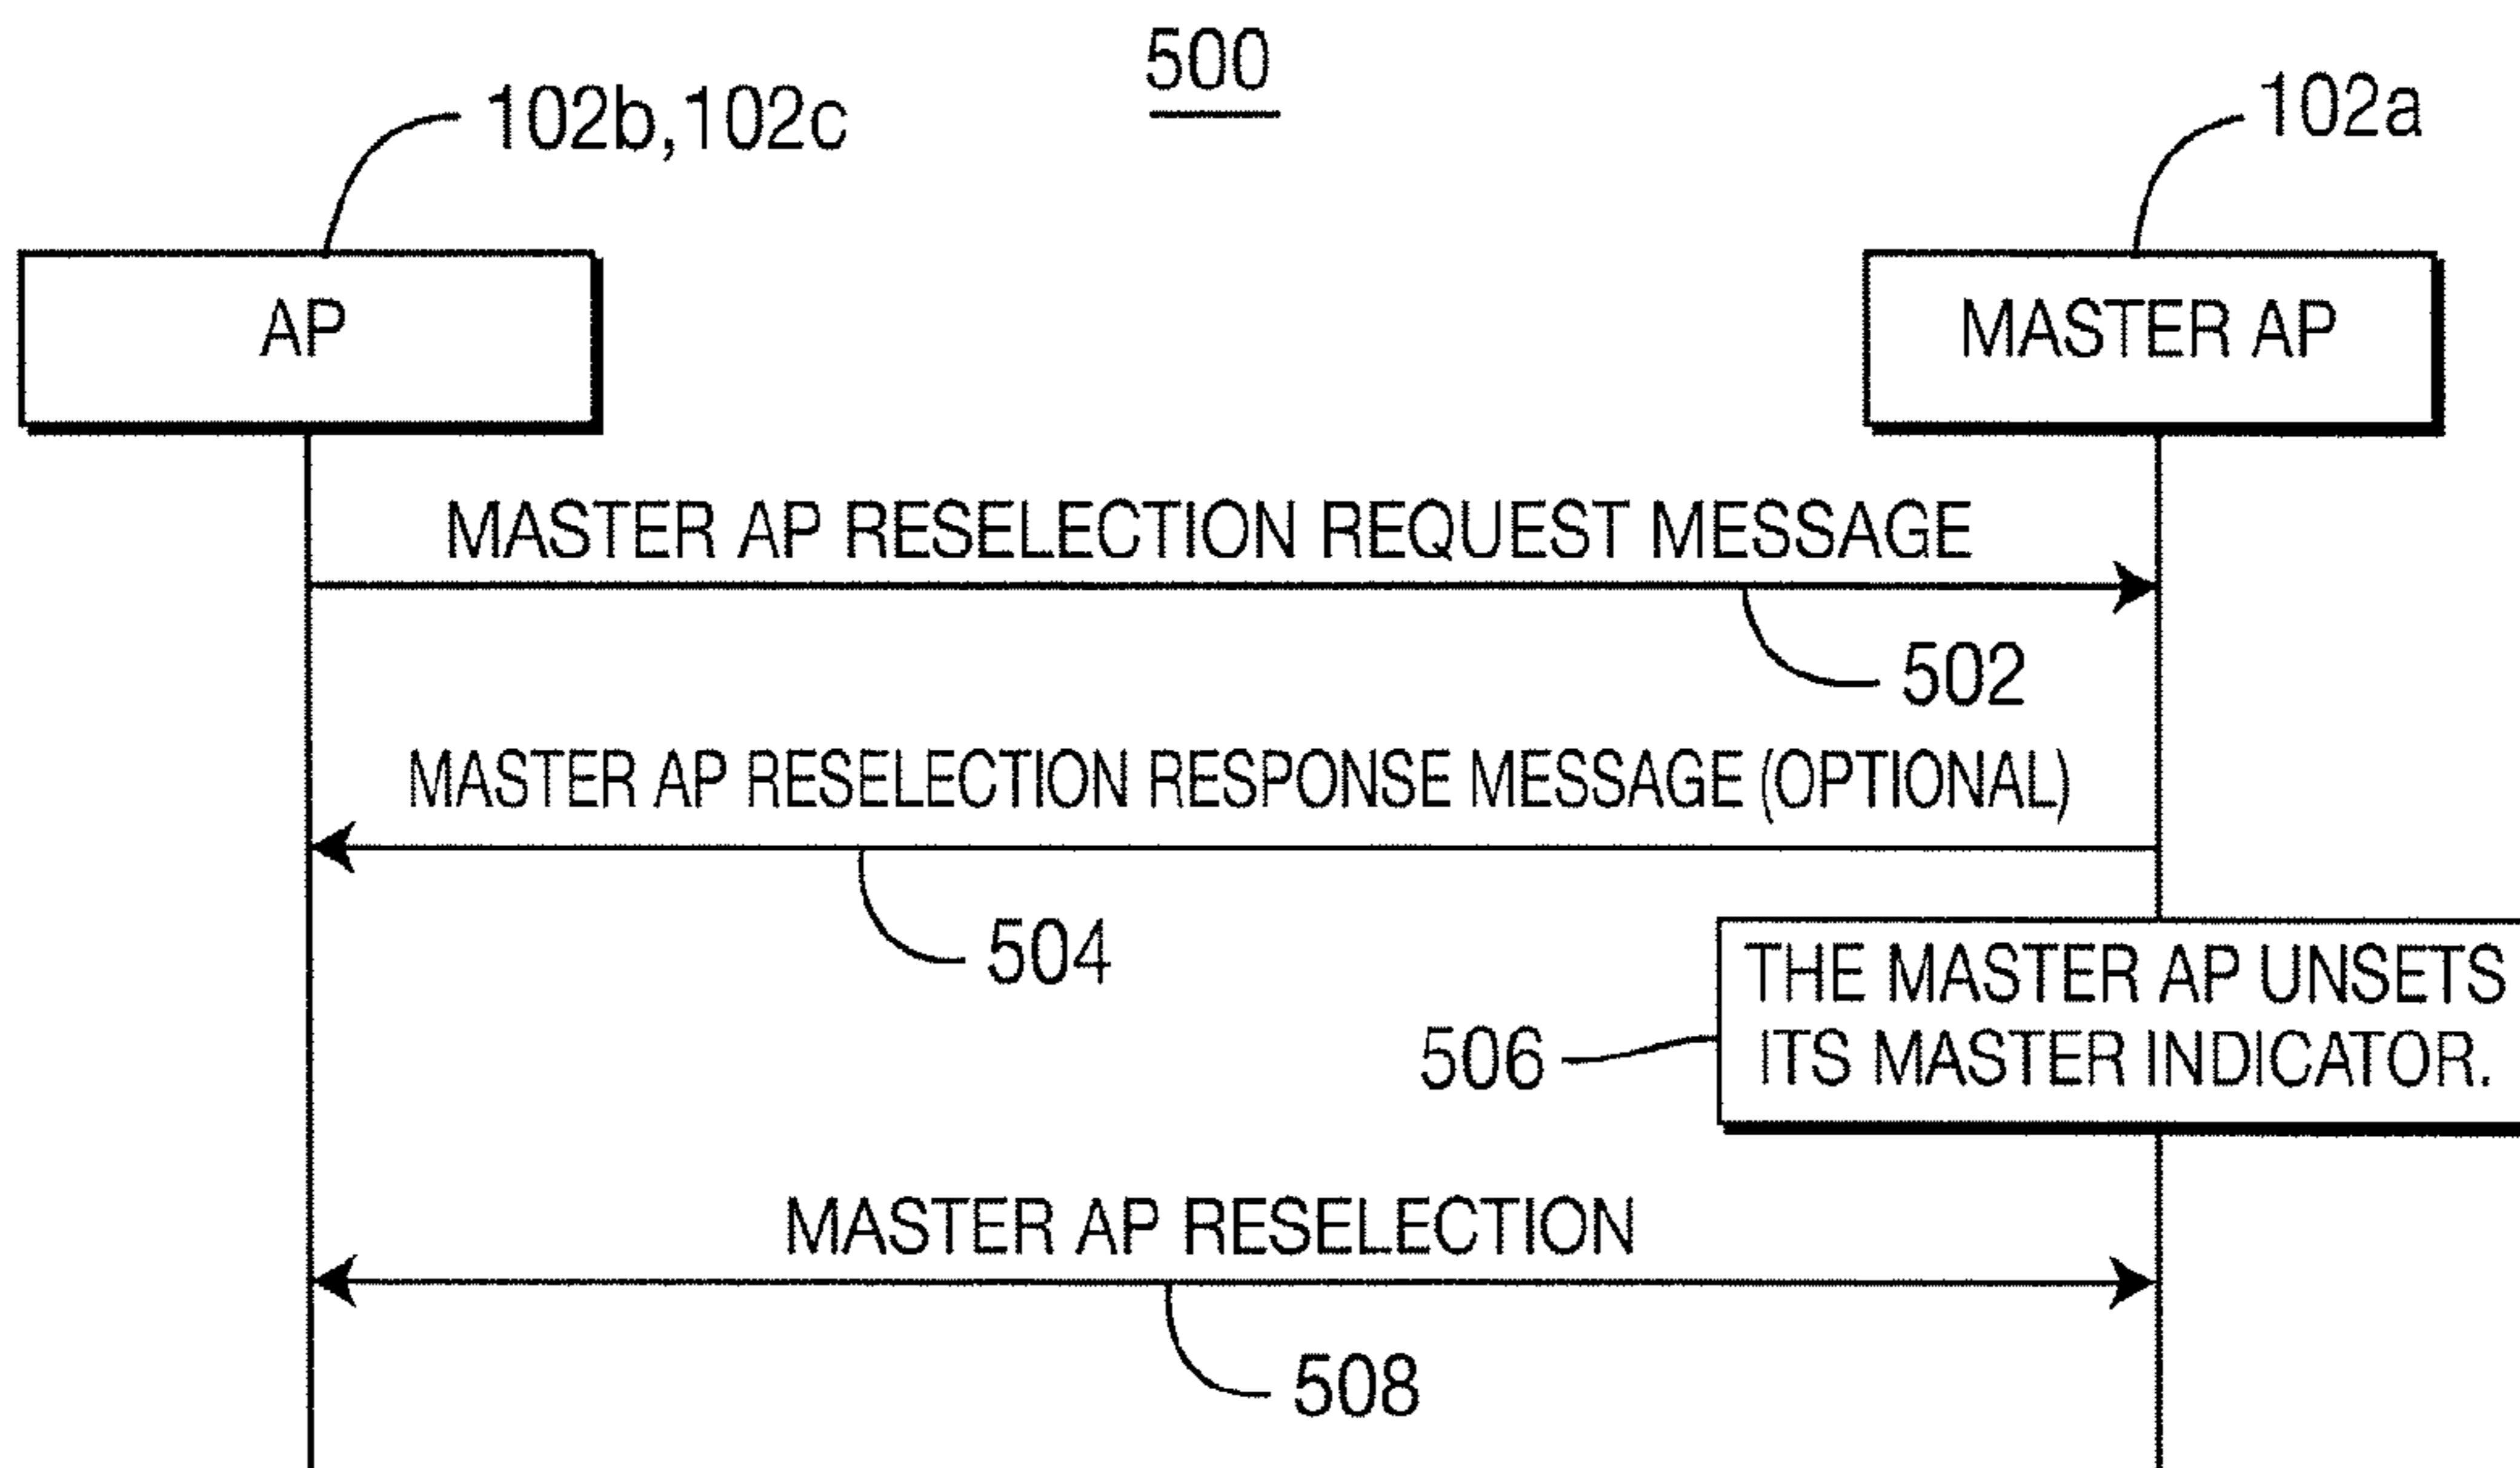 500
102b,102c
102a
AP
MASTER AP
MASTER AP RESELECTION REQUEST MESSAGE
502
MASTER AP RESELECTION RESPONSE MESSAGE (OPTIONAL)
504
THE MASTER AP UNSETS
ITS MASTER INDICATOR.
506
MASTER AP RESELECTION
508